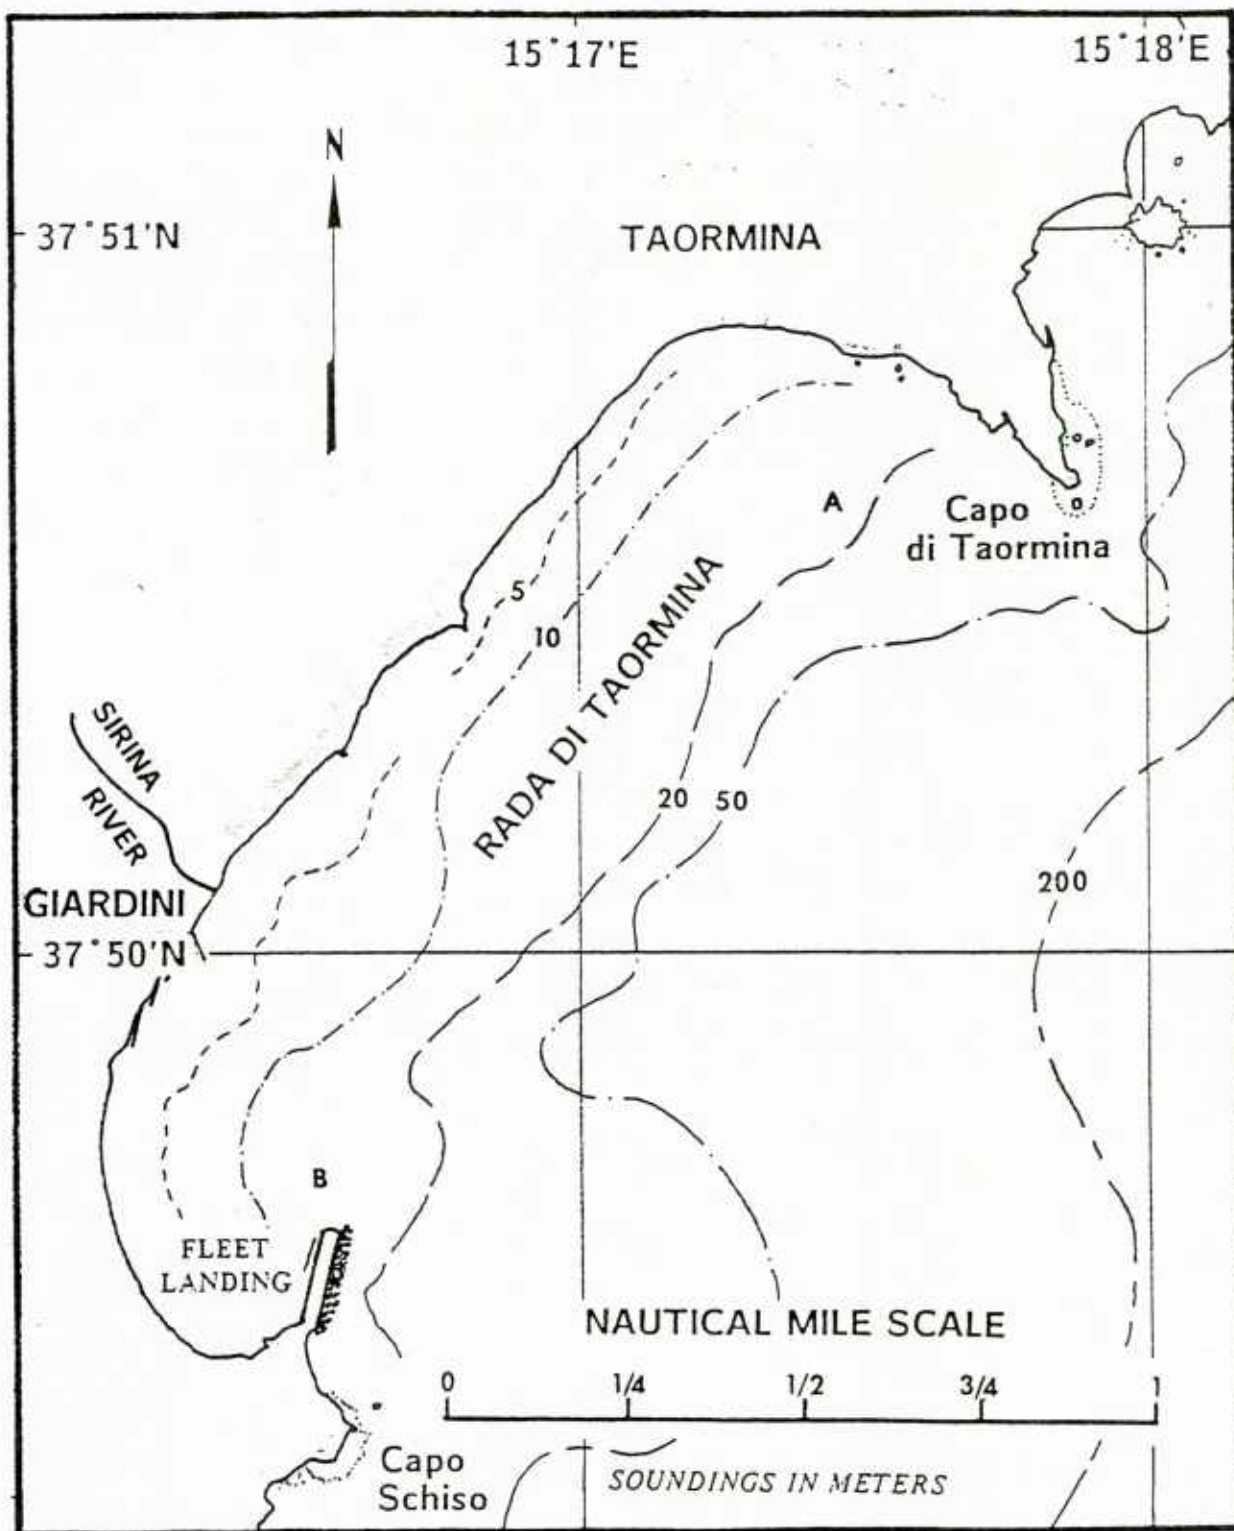 15°17'E
15°18'E
N
37°51'N
TAORMINA
A
Capo
di Taormina
5
10
RADA DI TAORMINA
SIRINA
RIVER
20
50
200
GIARDINI
37°50'N
B
FLEET
LANDING
NAUTICAL MILE SCALE
0 1/4 1/2 3/4 1
Capo
Schiso
SOUNDINGS IN METERS